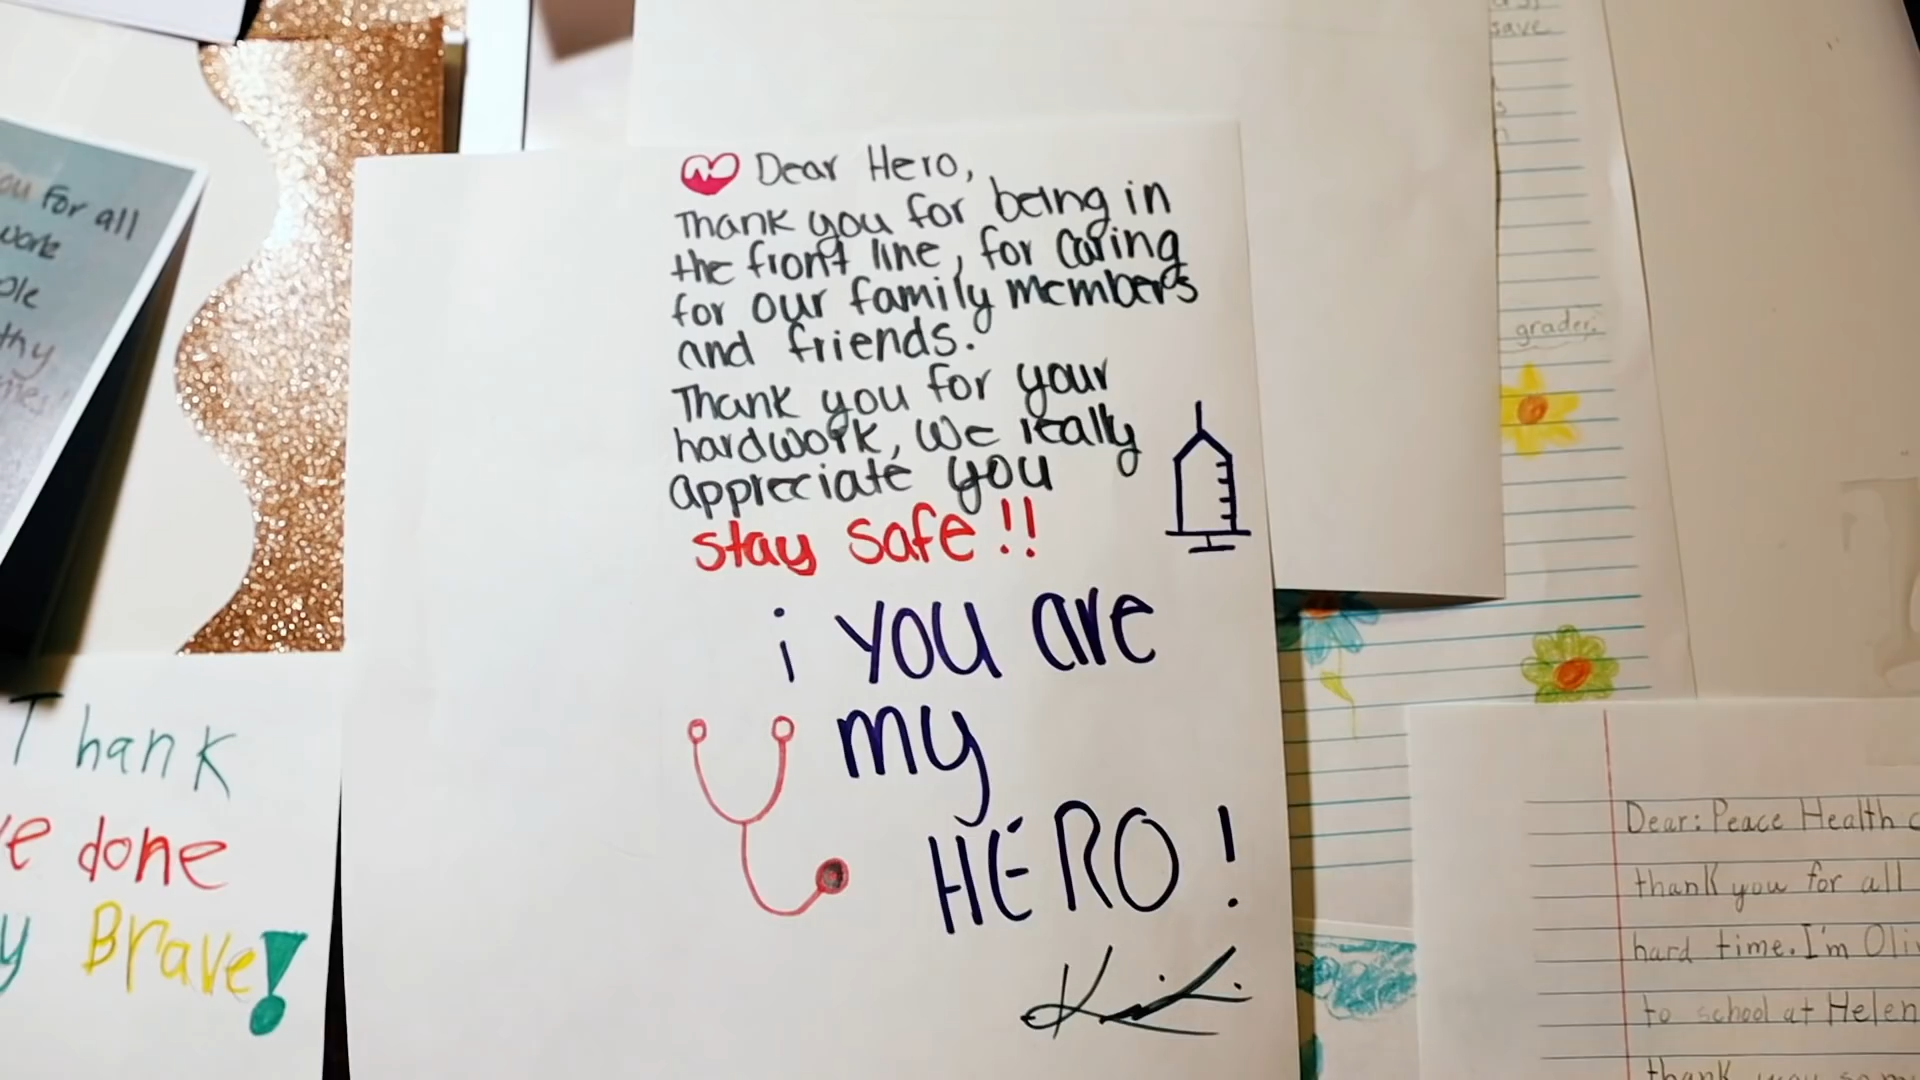 Dear Hero,
Thank you for being in
the front line, for caring
for our family members
and friends.
Thank you for your
hardwork, We really
appreciate you
stay safe!!
i you are
my
HERO!
you for all
work
thy
Thank
done
Brave!
save
grader.
Dear: Peace Health
thank you for all
hard time. I'm
to school at Helen
thank you